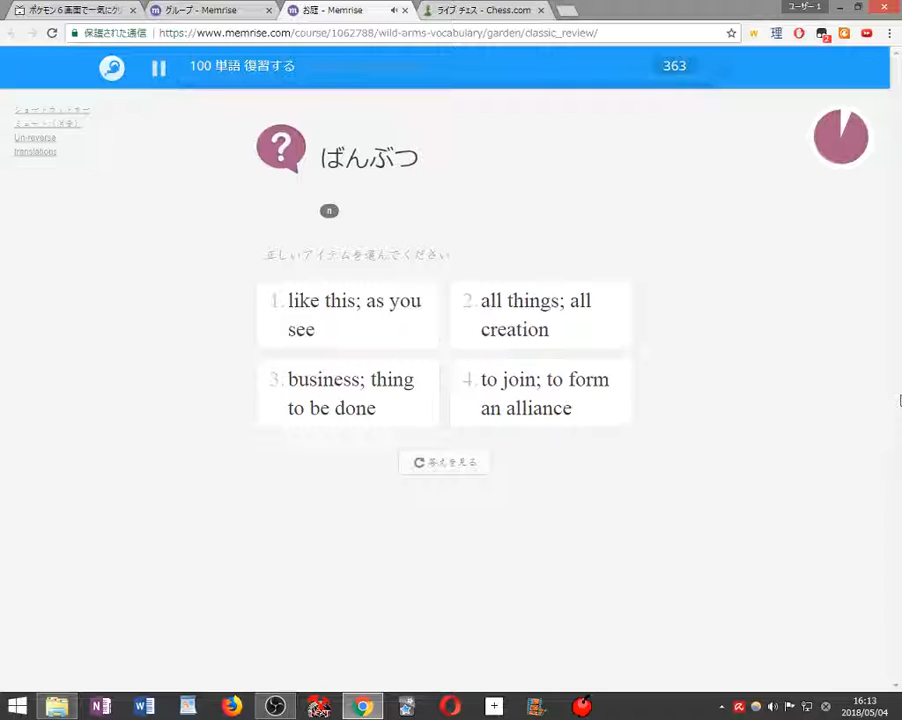 ポケモン6画面で一気にクリ
グループ - Memrise
お庭 - Memrise
ライブ チェス - Chess.com
ユーザー 1
保護された通信
https://www.memrise.com/course/1062788/wild-arms-vocabulary/garden/classic_review/
100 単語 復習する
363
Un-reverse
translations
?
ばんぶつ
n
正しいアイテムを選んでください
1. like this; as you
see
2. all things; all
creation
3. business; thing
to be done
4. to join; to form
an alliance
答えを見る
16:13
2018/05/04